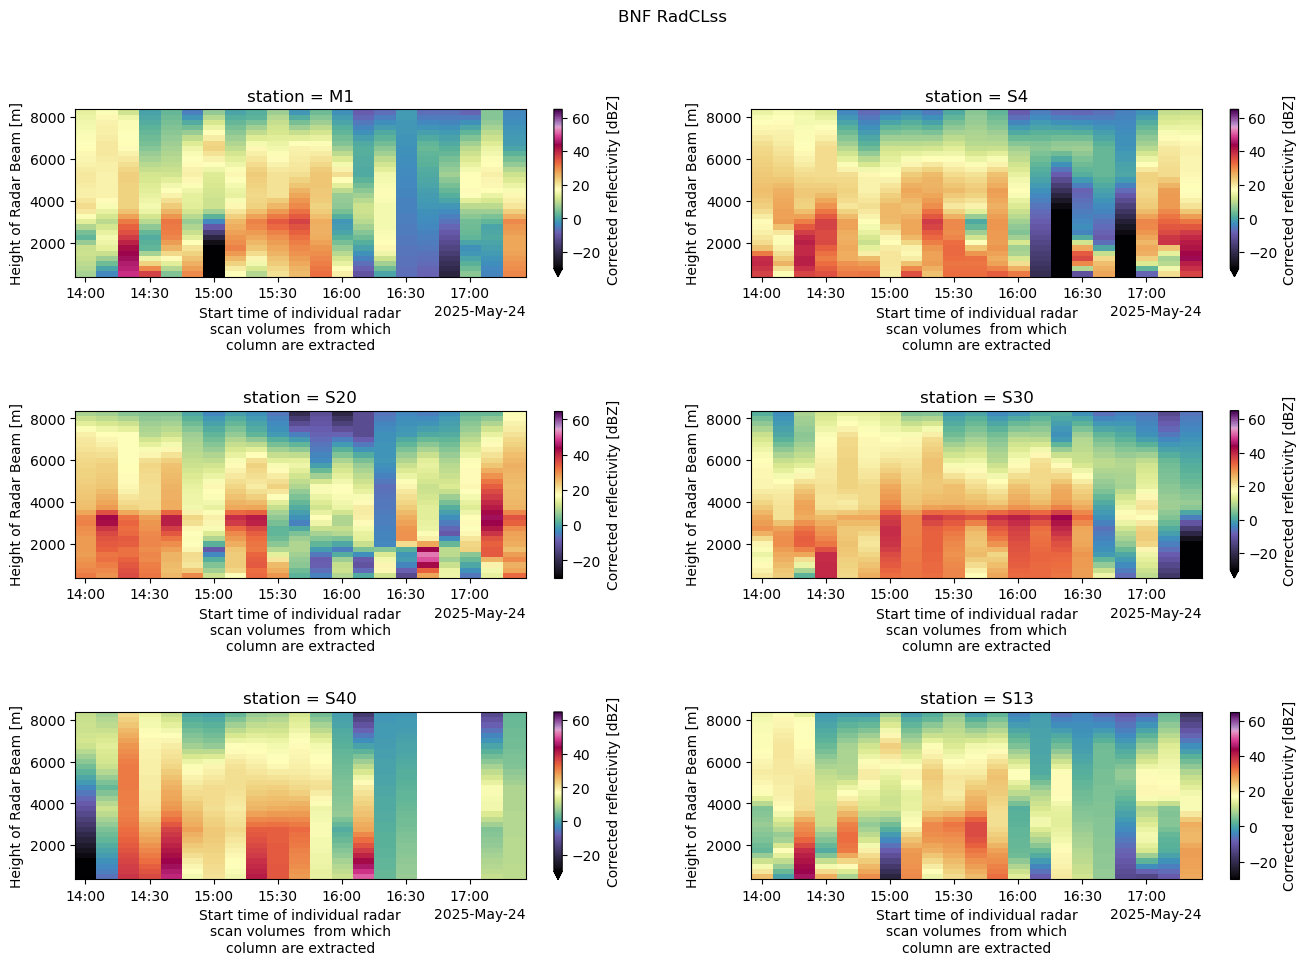 BNF RadCLss
station = M1
Height of Radar Beam [m]
8000
6000
4000
2000
14:00 14:30 15:00 15:30 16:00 16:30 17:00
2025-May-24
Start time of individual radar
scan volumes  from which
column are extracted
60
40
20
0
−20
Corrected reflectivity [dBZ]
station = S4
Height of Radar Beam [m]
8000
6000
4000
2000
14:00 14:30 15:00 15:30 16:00 16:30 17:00
2025-May-24
Start time of individual radar
scan volumes  from which
column are extracted
60
40
20
0
−20
Corrected reflectivity [dBZ]
station = S20
Height of Radar Beam [m]
8000
6000
4000
2000
14:00 14:30 15:00 15:30 16:00 16:30 17:00
2025-May-24
Start time of individual radar
scan volumes  from which
column are extracted
60
40
20
0
−20
Corrected reflectivity [dBZ]
station = S30
Height of Radar Beam [m]
8000
6000
4000
2000
14:00 14:30 15:00 15:30 16:00 16:30 17:00
2025-May-24
Start time of individual radar
scan volumes  from which
column are extracted
60
40
20
0
−20
Corrected reflectivity [dBZ]
station = S40
Height of Radar Beam [m]
8000
6000
4000
2000
14:00 14:30 15:00 15:30 16:00 16:30 17:00
2025-May-24
Start time of individual radar
scan volumes  from which
column are extracted
60
40
20
0
−20
Corrected reflectivity [dBZ]
station = S13
Height of Radar Beam [m]
8000
6000
4000
2000
14:00 14:30 15:00 15:30 16:00 16:30 17:00
2025-May-24
Start time of individual radar
scan volumes  from which
column are extracted
60
40
20
0
−20
Corrected reflectivity [dBZ]